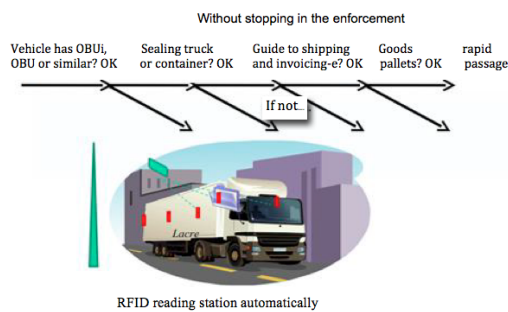 Without stopping in the enforcement
Vehicle has OBUi,
OBU or similar? OK
Sealing truck
or container? OK
Guide to shipping
and invoicing-e? OK
Goods
pallets? OK
rapid
passage
If not...
Lacre
RFID reading station automatically